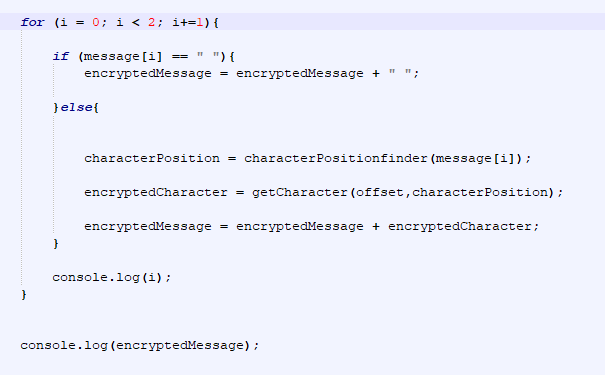 for (i = 0; i < 2; i+=1){
if (message[i] == " "){
encryptedMessage = encryptedMessage + " ";
}else{
characterPosition = characterPositionfinder(message[i]);
encryptedCharacter = getCharacter(offset,characterPosition);
encryptedMessage = encryptedMessage + encryptedCharacter;
}
console.log(i);
}
console.log(encryptedMessage);